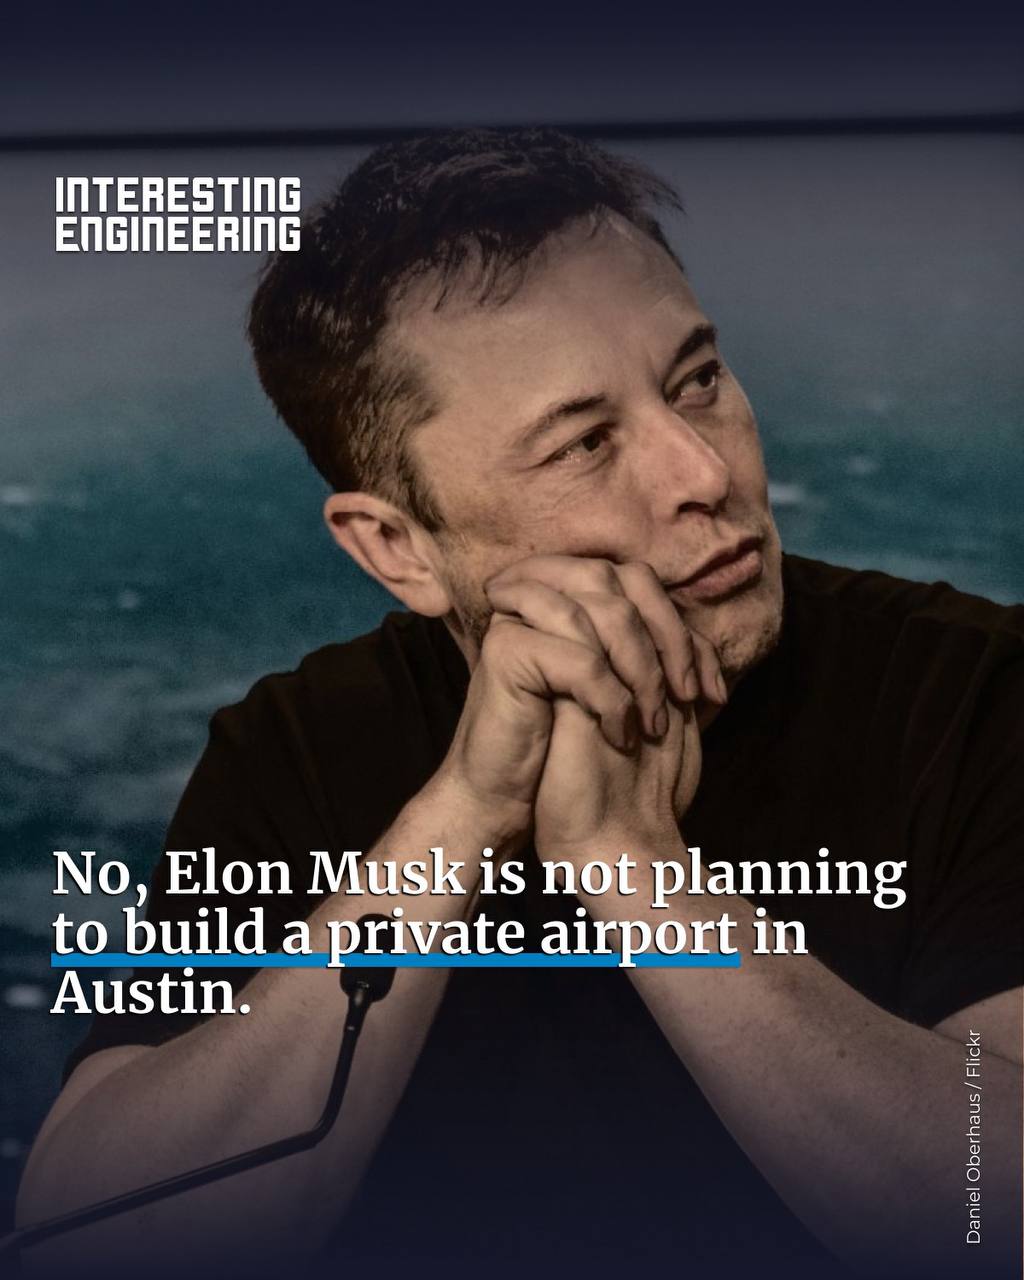 INTERESTING
ENGINEERING
No, Elon Musk is not planning
to build a private airport in
Austin.
Daniel Oberhaus / Flickr